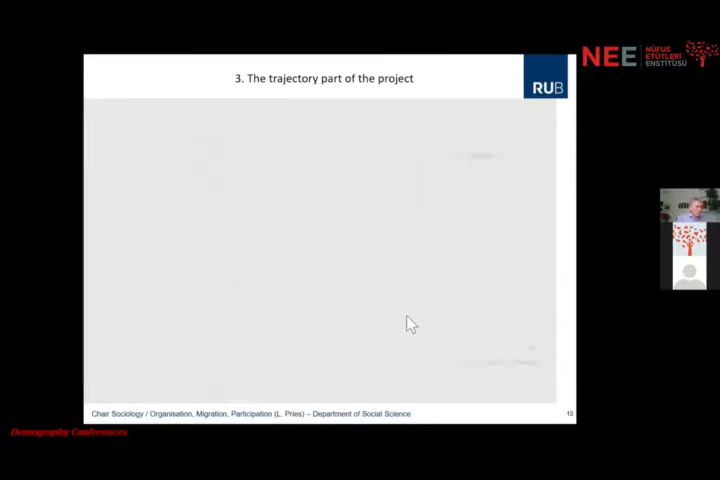 3. The trajectory part of the project
RUB
NEE
NÜFUS
ETÜTLERİ
ENSTİTÜSÜ
Chair Sociology / Organisation, Migration, Participation (L. Pries) – Department of Social Science
12
Demography Conferences